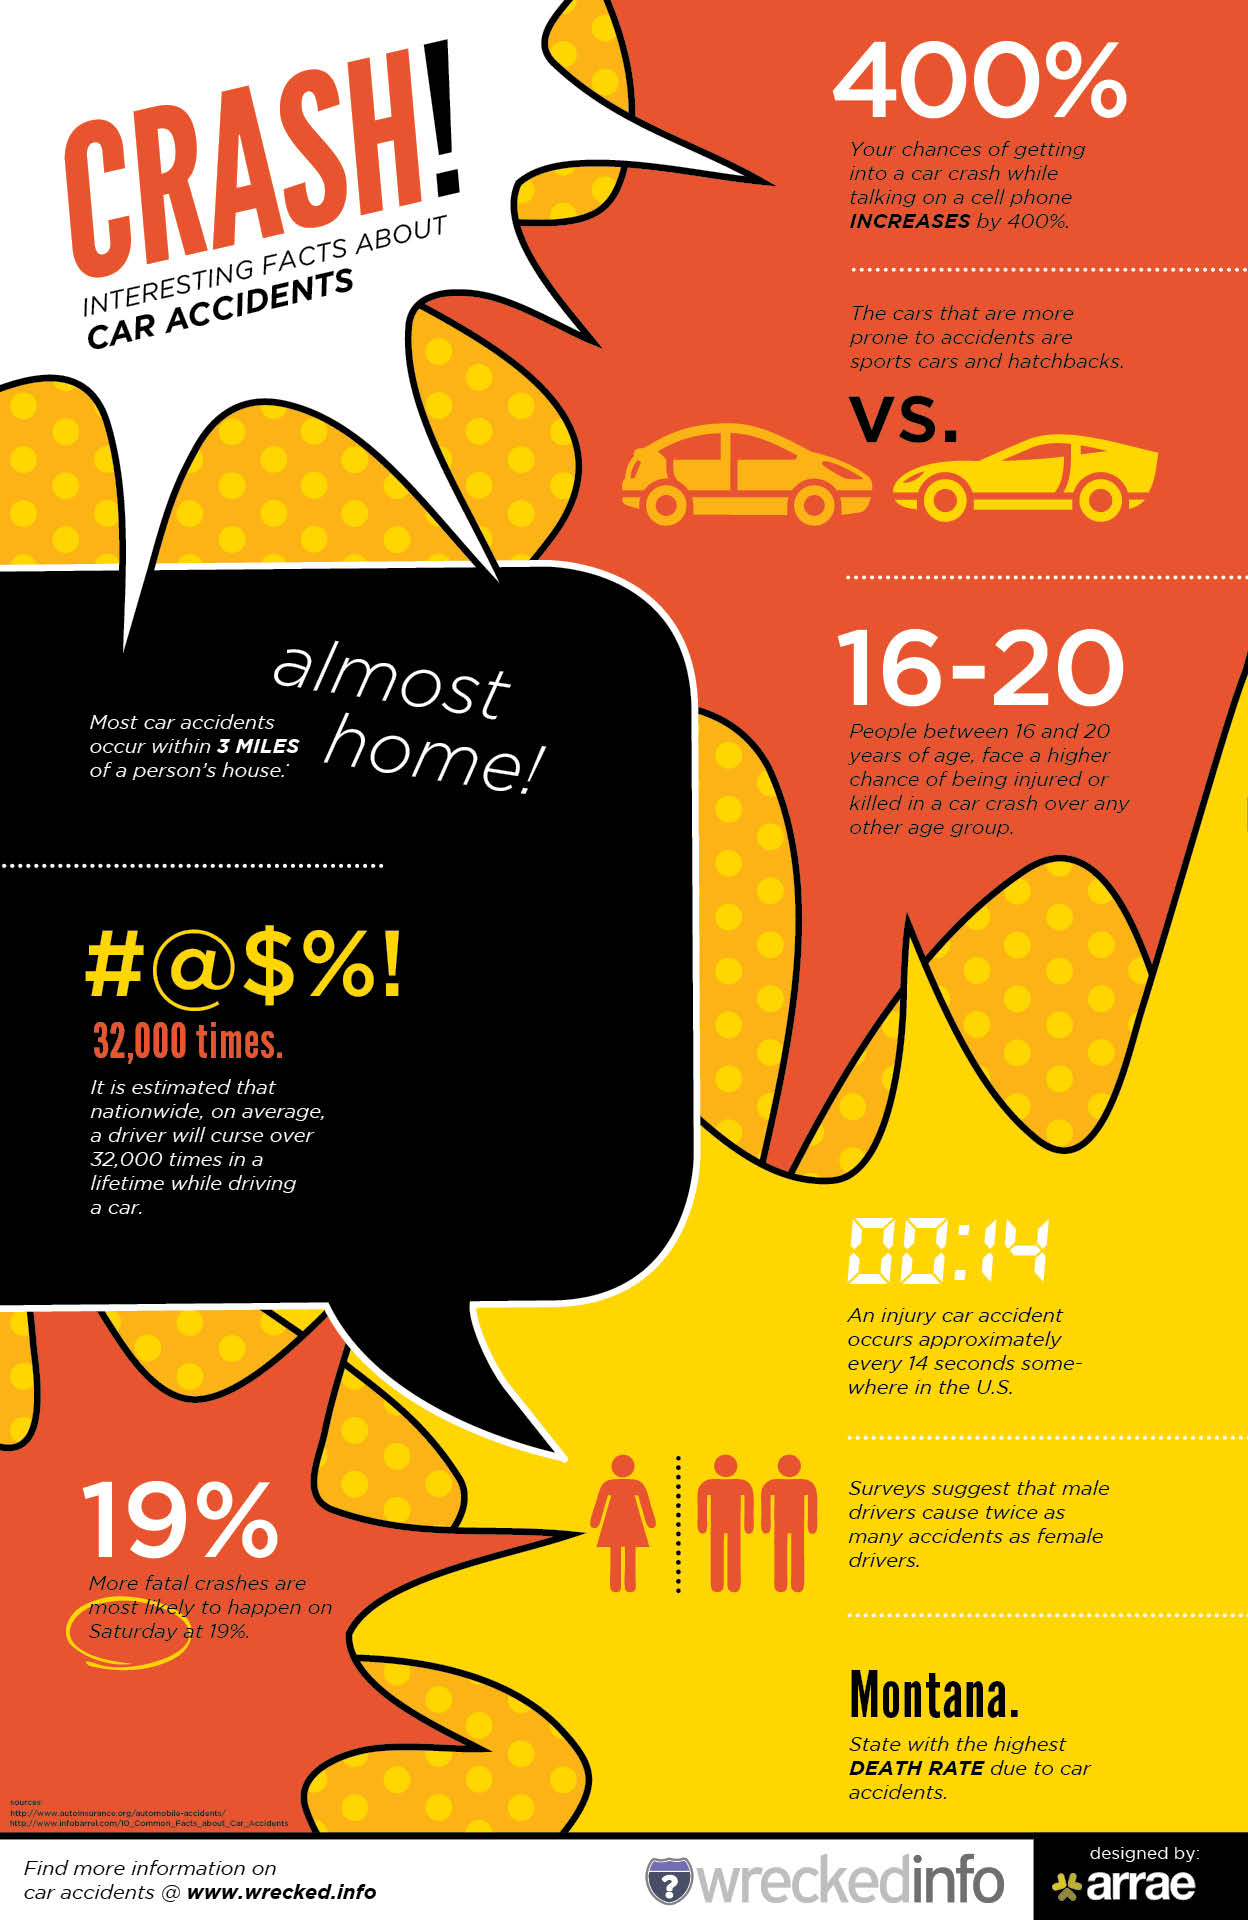 CRASH!
INTERESTING FACTS ABOUT
CAR ACCIDENTS
400%
Your chances of getting
into a car crash while
talking on a cell phone
INCREASES by 400%.
The cars that are more
prone to accidents are
sports cars and hatchbacks.
VS.
16-20
People between 16 and 20
years of age, face a higher
chance of being injured or
killed in a car crash over any
other age group.
almost
home!
Most car accidents
occur within 3 MILES
of a person's house.
#@$%!
32,000 times.
It is estimated that
nationwide, on average,
a driver will curse over
32,000 times in a
lifetime while driving
a car.
00:14
An injury car accident
occurs approximately
every 14 seconds some-
where in the U.S.
Surveys suggest that male
drivers cause twice as
many accidents as female
drivers.
19%
More fatal crashes are
most likely to happen on
Saturday at 19%.
Montana.
State with the highest
DEATH RATE due to car
accidents.
sources:
http://www.autoinsurance.org/automobile-accidents/
http://www.infobarrel.com/10_Common_Facts_about_Car_Accidents
Find more information on
car accidents @ www.wrecked.info
?
wreckedinfo
designed by:
arrae